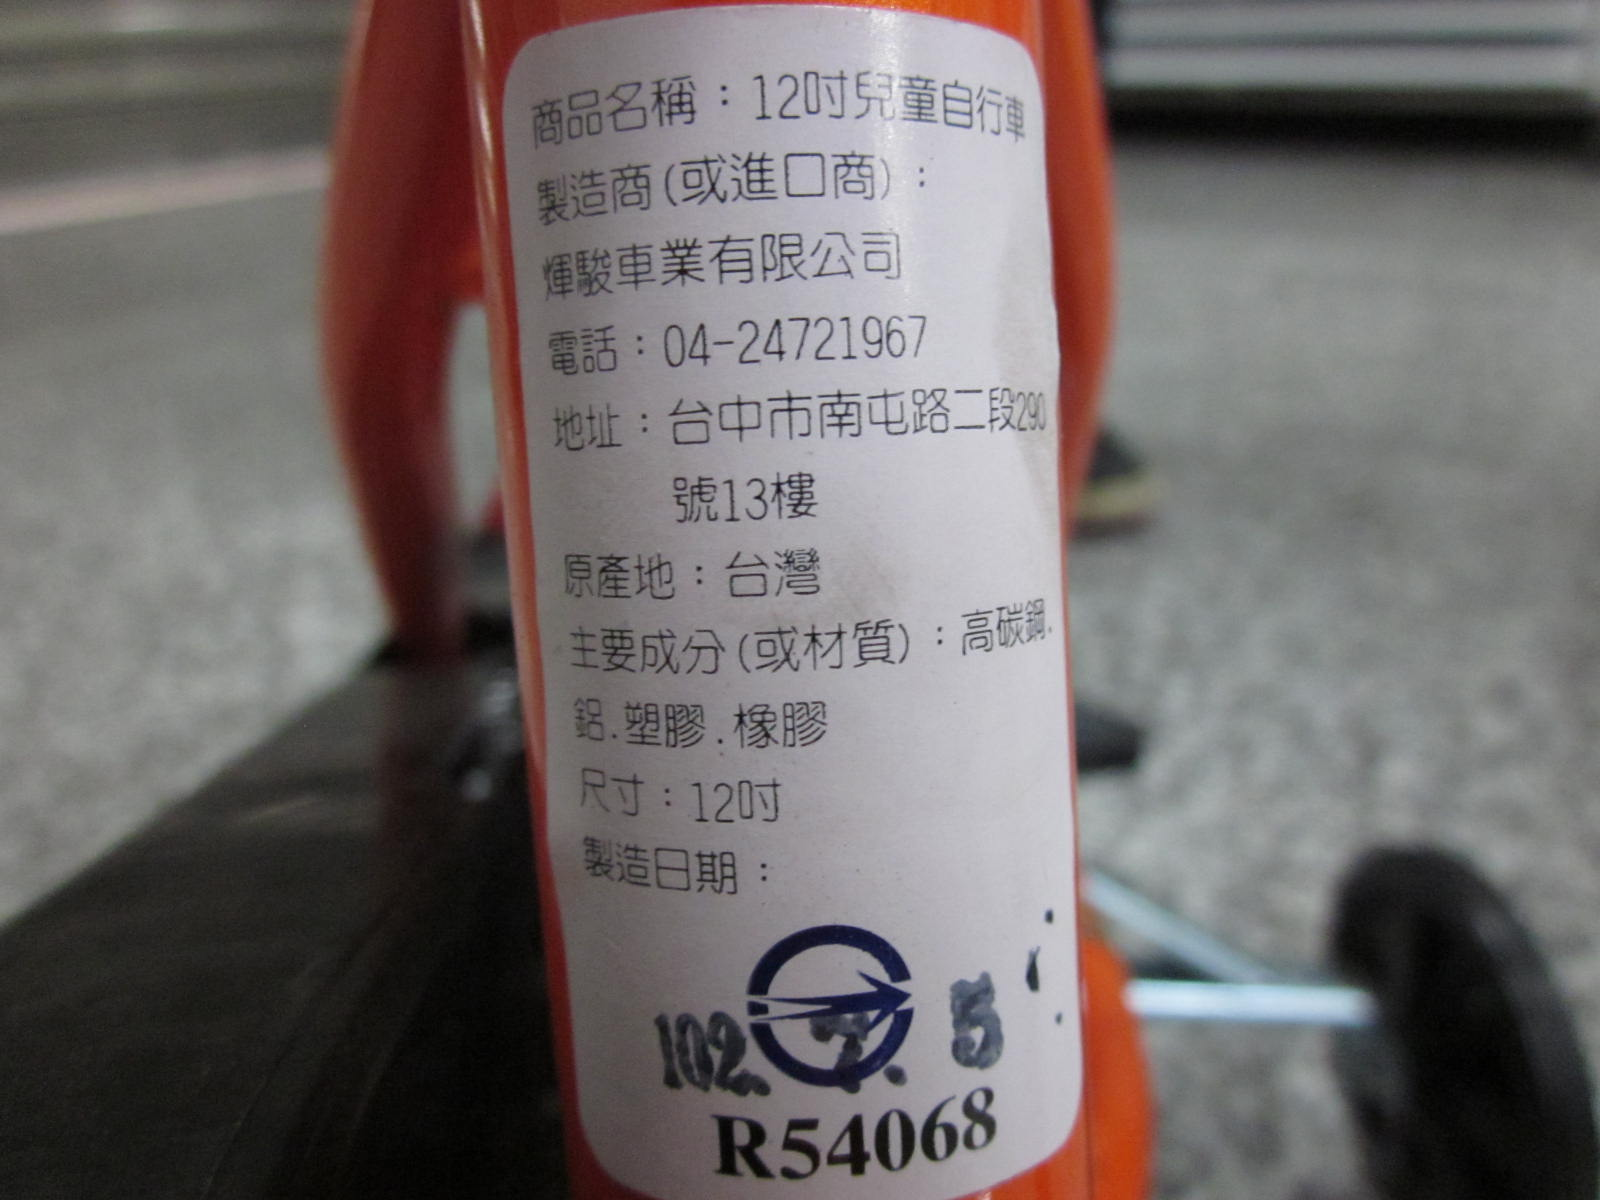 商品名稱：12吋兒童自行車
製造商(或進口商)：
輝駿車業有限公司
電話：04-24721967
地址：台中市南屯路二段290
號13樓
原產地：台灣
主要成分(或材質)：高碳鋼.
鋁.塑膠.橡膠
尺寸：12吋
製造日期：
102.7.5
R54068